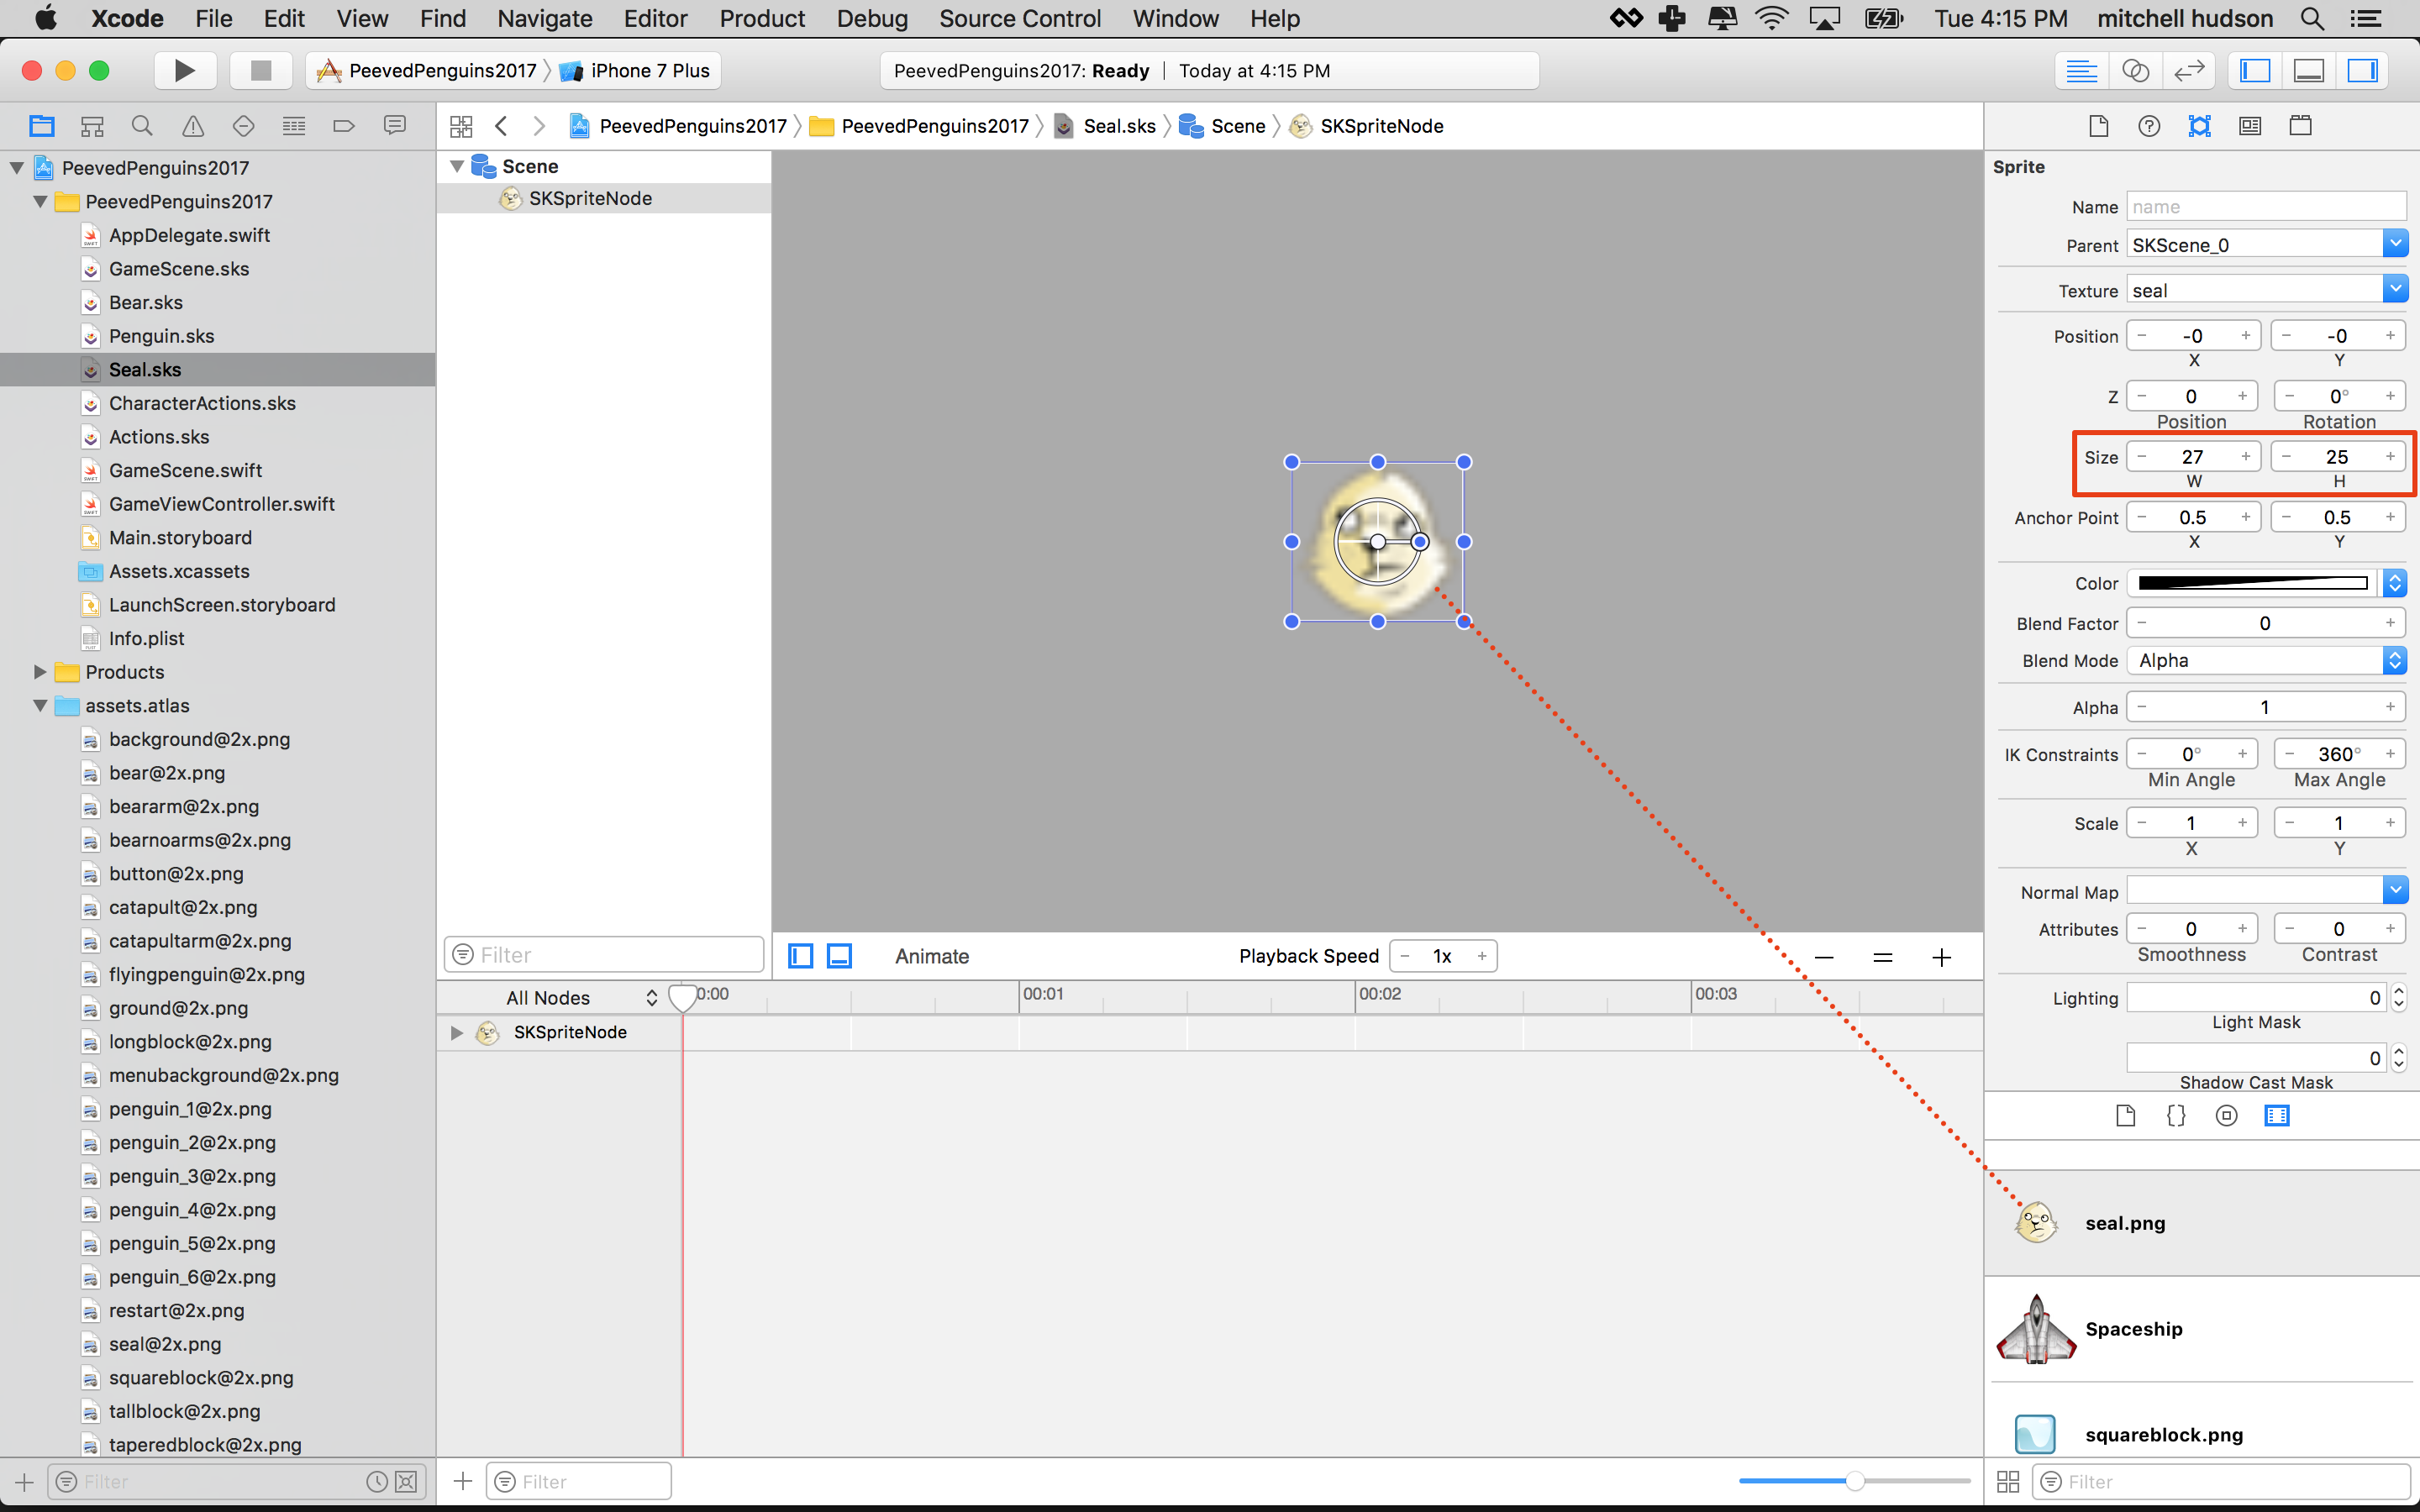 Xcode File Edit View Find Navigate Editor Product Debug Source Control Window Help Tue 4:15 PM mitchell hudson
PeevedPenguins2017 iPhone 7 Plus PeevedPenguins2017: Ready | Today at 4:15 PM
PeevedPenguins2017 PeevedPenguins2017 Seal.sks Scene SKSpriteNode
PeevedPenguins2017
PeevedPenguins2017
AppDelegate.swift
GameScene.sks
Bear.sks
Penguin.sks
Seal.sks
CharacterActions.sks
Actions.sks
GameScene.swift
GameViewController.swift
Main.storyboard
Assets.xcassets
LaunchScreen.storyboard
Info.plist
Products
assets.atlas
background@2x.png
bear@2x.png
beararm@2x.png
bearnoarms@2x.png
button@2x.png
catapult@2x.png
catapultarm@2x.png
flyingpenguin@2x.png
ground@2x.png
longblock@2x.png
menubackground@2x.png
penguin_1@2x.png
penguin_2@2x.png
penguin_3@2x.png
penguin_4@2x.png
penguin_5@2x.png
penguin_6@2x.png
restart@2x.png
seal@2x.png
squareblock@2x.png
tallblock@2x.png
taperedblock@2x.png
Filter
Scene
SKSpriteNode
Filter
Animate Playback Speed - 1x +
All Nodes 0:00 00:01 00:02 00:03
SKSpriteNode
Filter
Sprite
Name name
Parent SKScene_0
Texture seal
Position - -0 + - -0 +
X Y
Z - 0 + - 0° +
Position Rotation
Size - 27 + - 25 +
W H
Anchor Point - 0.5 + - 0.5 +
X Y
Color
Blend Factor - 0 +
Blend Mode Alpha
Alpha - 1 +
IK Constraints - 0° + - 360° +
Min Angle Max Angle
Scale - 1 + - 1 +
X Y
Normal Map
Attributes - 0 + - 0 +
Smoothness Contrast
Lighting 0
Light Mask
0
Shadow Cast Mask
seal.png
Spaceship
squareblock.png
Filter